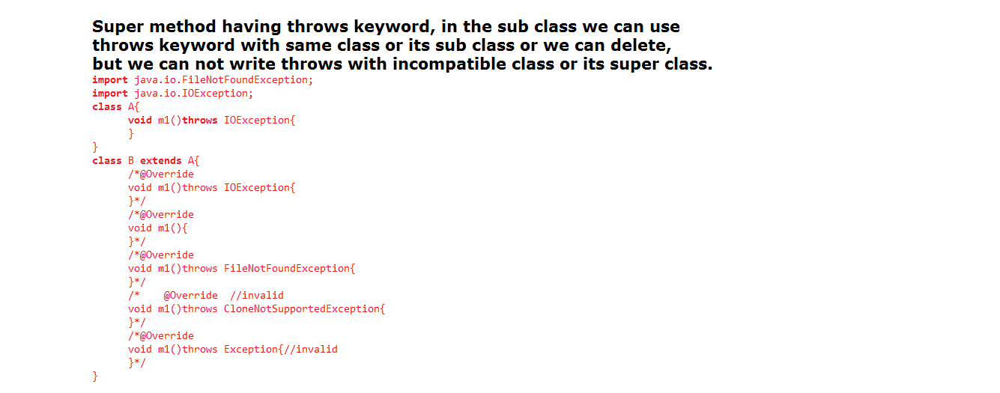 Super method having throws keyword, in the sub class we can use
throws keyword with same class or its sub class or we can delete,
but we can not write throws with incompatible class or its super class.
import java.io.FileNotFoundException;
import java.io.IOException;
class A{
void m1()throws IOException{
}
}
class B extends A{
/*@Override
void m1()throws IOException{
}*/
/*@Override
void m1(){
}*/
/*@Override
void m1()throws FileNotFoundException{
}*/
/* @Override //invalid
void m1()throws CloneNotSupportedException{
}*/
/*@Override
void m1()throws Exception{//invalid
}*/
}